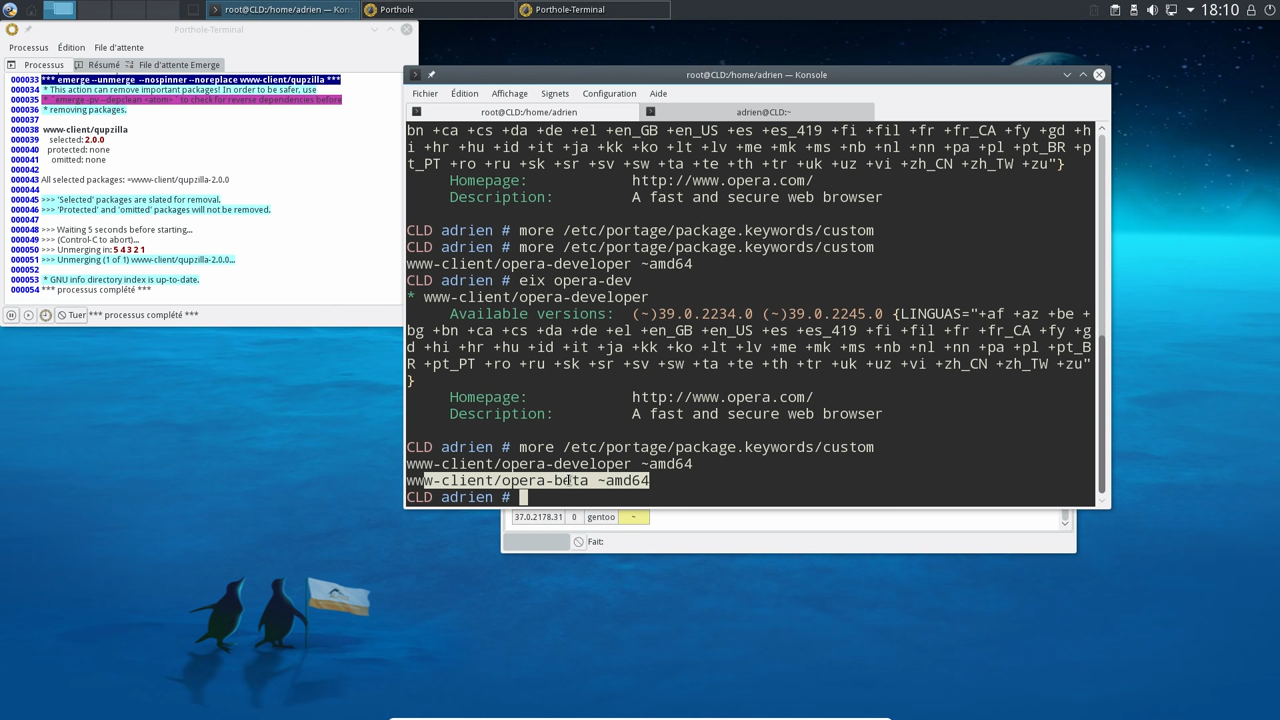 root@CLD:/home/adrien — Konsole
Porthole
Porthole-Terminal
18:10
Porthole-Terminal
Processus Édition File d'attente
Processus Résumé File d'attente Emerge
000033 *** emerge --unmerge --nospinner --noreplace www-client/qupzilla ***
000034 * This action can remove important packages! In order to be safer, use
000035 * `emerge -pv --depclean <atom>` to check for reverse dependencies before
000036 * removing packages.
000037
000038 www-client/qupzilla
000039 selected: 2.0.0
000040 protected: none
000041 omitted: none
000042
000043 All selected packages: =www-client/qupzilla-2.0.0
000044
000045 >>> 'Selected' packages are slated for removal.
000046 >>> 'Protected' and 'omitted' packages will not be removed.
000047
000048 >>> Waiting 5 seconds before starting...
000049 >>> (Control-C to abort)...
000050 >>> Unmerging in: 5 4 3 2 1
000051 >>> Unmerging (1 of 1) www-client/qupzilla-2.0.0...
000052
000053 * GNU info directory index is up-to-date.
000054 *** processus complété ***
Tuer *** processus complété ***
root@CLD:/home/adrien — Konsole
Fichier Édition Affichage Signets Configuration Aide
root@CLD:/home/adrien
adrien@CLD:~
bn +ca +cs +da +de +el +en_GB +en_US +es +es_419 +fi +fil +fr +fr_CA +fy +gd +h
i +hr +hu +id +it +ja +kk +ko +lt +lv +me +mk +ms +nb +nl +nn +pa +pl +pt_BR +p
t_PT +ro +ru +sk +sr +sv +sw +ta +te +th +tr +uk +uz +vi +zh_CN +zh_TW +zu"}
Homepage: http://www.opera.com/
Description: A fast and secure web browser
CLD adrien # more /etc/portage/package.keywords/custom
CLD adrien # more /etc/portage/package.keywords/custom
www-client/opera-developer ~amd64
CLD adrien # eix opera-dev
* www-client/opera-developer
Available versions: (~)39.0.2234.0 (~)39.0.2245.0 {LINGUAS="+af +az +be +
bg +bn +ca +cs +da +de +el +en_GB +en_US +es +es_419 +fi +fil +fr +fr_CA +fy +g
d +hi +hr +hu +id +it +ja +kk +ko +lt +lv +me +mk +ms +nb +nl +nn +pa +pl +pt_B
R +pt_PT +ro +ru +sk +sr +sv +sw +ta +te +th +tr +uk +uz +vi +zh_CN +zh_TW +zu"
}
Homepage: http://www.opera.com/
Description: A fast and secure web browser
CLD adrien # more /etc/portage/package.keywords/custom
www-client/opera-developer ~amd64
www-client/opera-beta ~amd64
CLD adrien #
37.0.2178.31 0 gentoo ~
Fait: